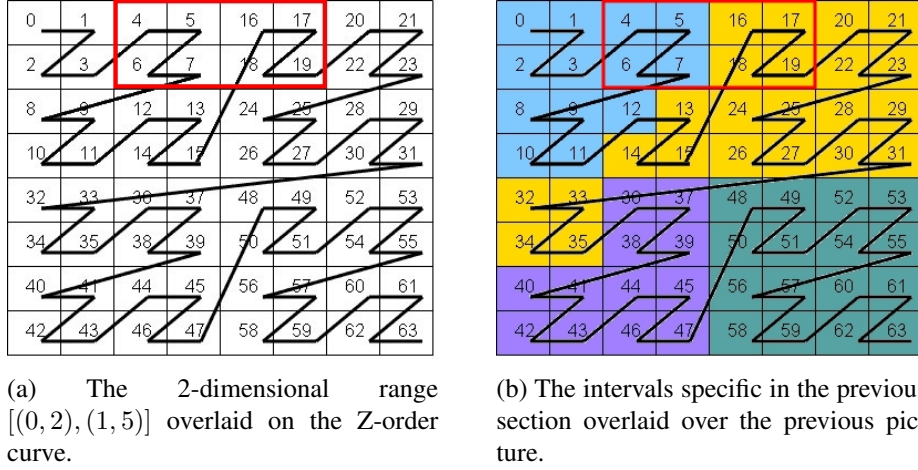 0 1 4 5 16 17 20 21
2 3 6 7 18 19 22 23
8 9 12 13 24 25 28 29
10 11 14 15 26 27 30 31
32 33 36 37 48 49 52 53
34 35 38 39 50 51 54 55
40 41 44 45 56 57 60 61
42 43 46 47 58 59 62 63
(a) The 2-dimensional range
[(0, 2), (1, 5)] overlaid on the Z-order
curve.
0 1 4 5 16 17 20 21
2 3 6 7 18 19 22 23
8 9 12 13 24 25 28 29
10 11 14 15 26 27 30 31
32 33 36 37 48 49 52 53
34 35 38 39 50 51 54 55
40 41 44 45 56 57 60 61
42 43 46 47 58 59 62 63
(b) The intervals specific in the previou
section overlaid over the previous pic
ture.